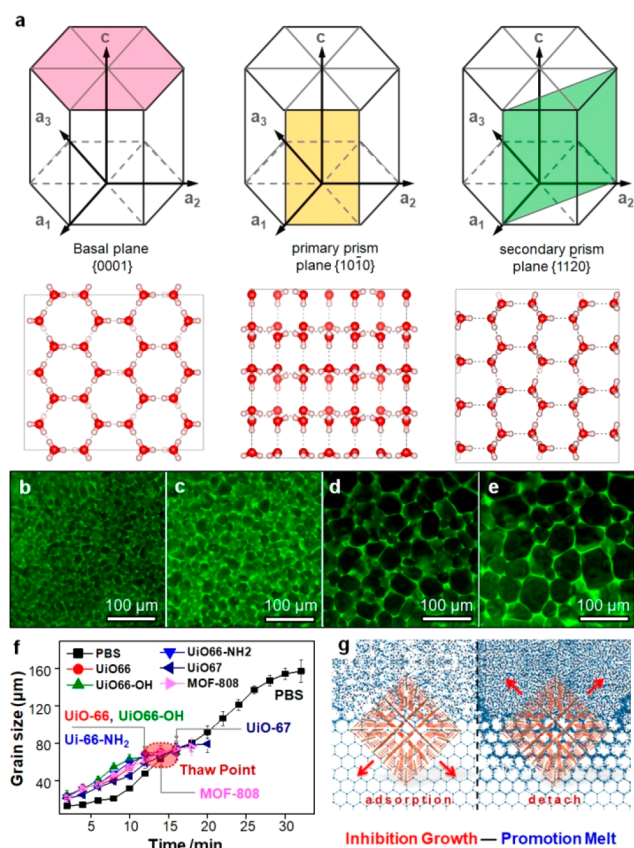 a
c
c
c
a3
a3
a3
a2
a2
a2
a1
a1
a1
Basal plane
{0001}
primary prism
plane {101̄0}
secondary prism
plane {112̄0}
b
c
d
e
100 μm
100 μm
100 μm
100 μm
f
PBS
UiO66
UiO66-OH
UiO66-NH2
UiO67
MOF-808
Grain size (μm)
160
120
80
40
UiO-66, UiO66-OH
Ui-66-NH2
PBS
UiO-67
Thaw Point
MOF-808
5
10
15
20
25
30
Time /min
g
adsorption
detach
Inhibition Growth — Promotion Melt